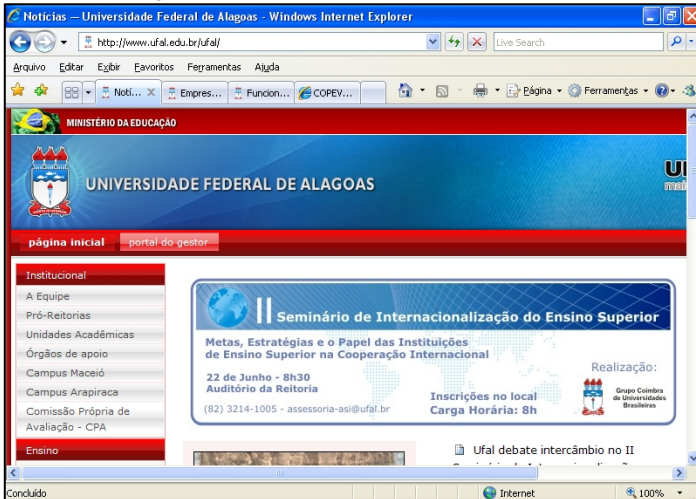 Notícias — Universidade Federal de Alagoas - Windows Internet Explorer
http://www.ufal.edu.br/ufal/
Live Search
Arquivo Editar Exibir Favoritos Ferramentas Ajuda
Notí... Empres... Funcion... COPEV... Página Ferramentas
MINISTÉRIO DA EDUCAÇÃO
UNIVERSIDADE FEDERAL DE ALAGOAS
página inicial portal do gestor
Institucional
A Equipe
Pró-Reitorias
Unidades Acadêmicas
Órgãos de apoio
Campus Maceió
Campus Arapiraca
Comissão Própria de
Avaliação - CPA
Ensino
II Seminário de Internacionalização do Ensino Superior
Metas, Estratégias e o Papel das Instituições
de Ensino Superior na Cooperação Internacional
22 de Junho - 8h30
Auditório da Reitoria
(82) 3214-1005 - assessoria-asi@ufal.br
Inscrições no local
Carga Horária: 8h
Realização:
Grupo Coimbra
de Universidades
Brasileiras
Ufal debate intercâmbio no II
Concluído Internet 100%